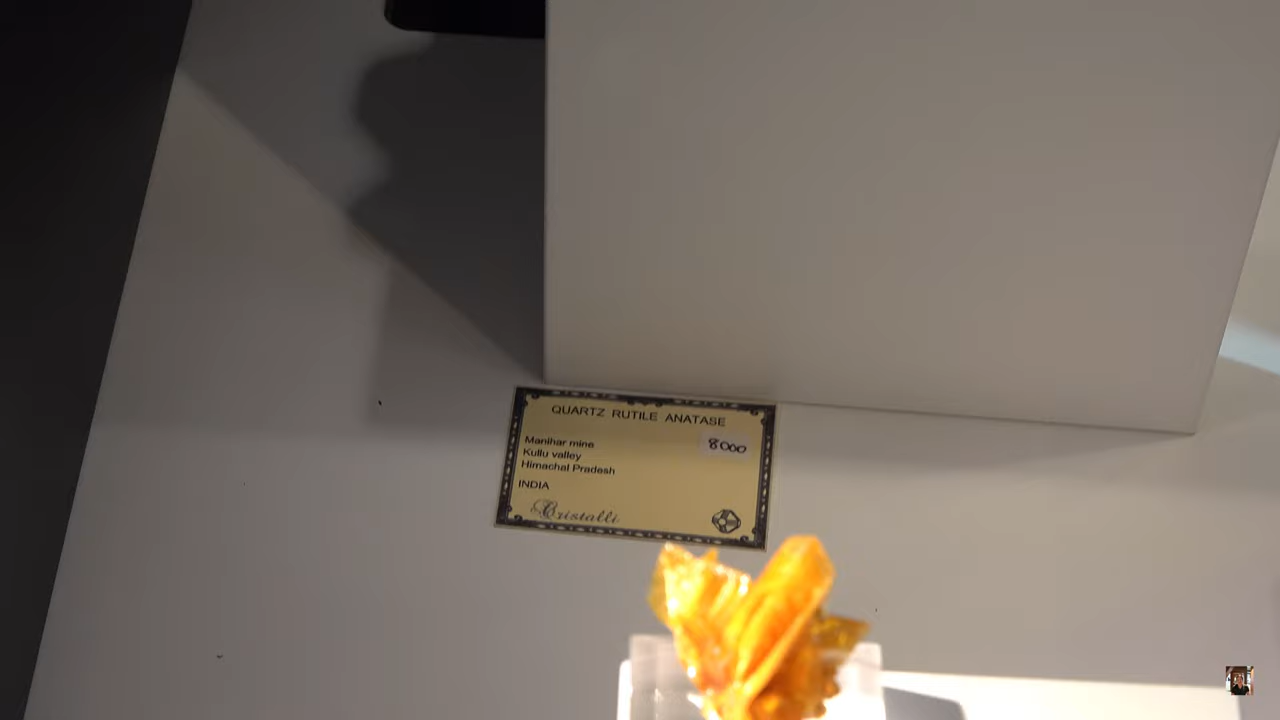 QUARTZ RUTILE ANATASE
8000
Manihar mine
Kullu valley
Himachal Pradesh
INDIA
Cristalli